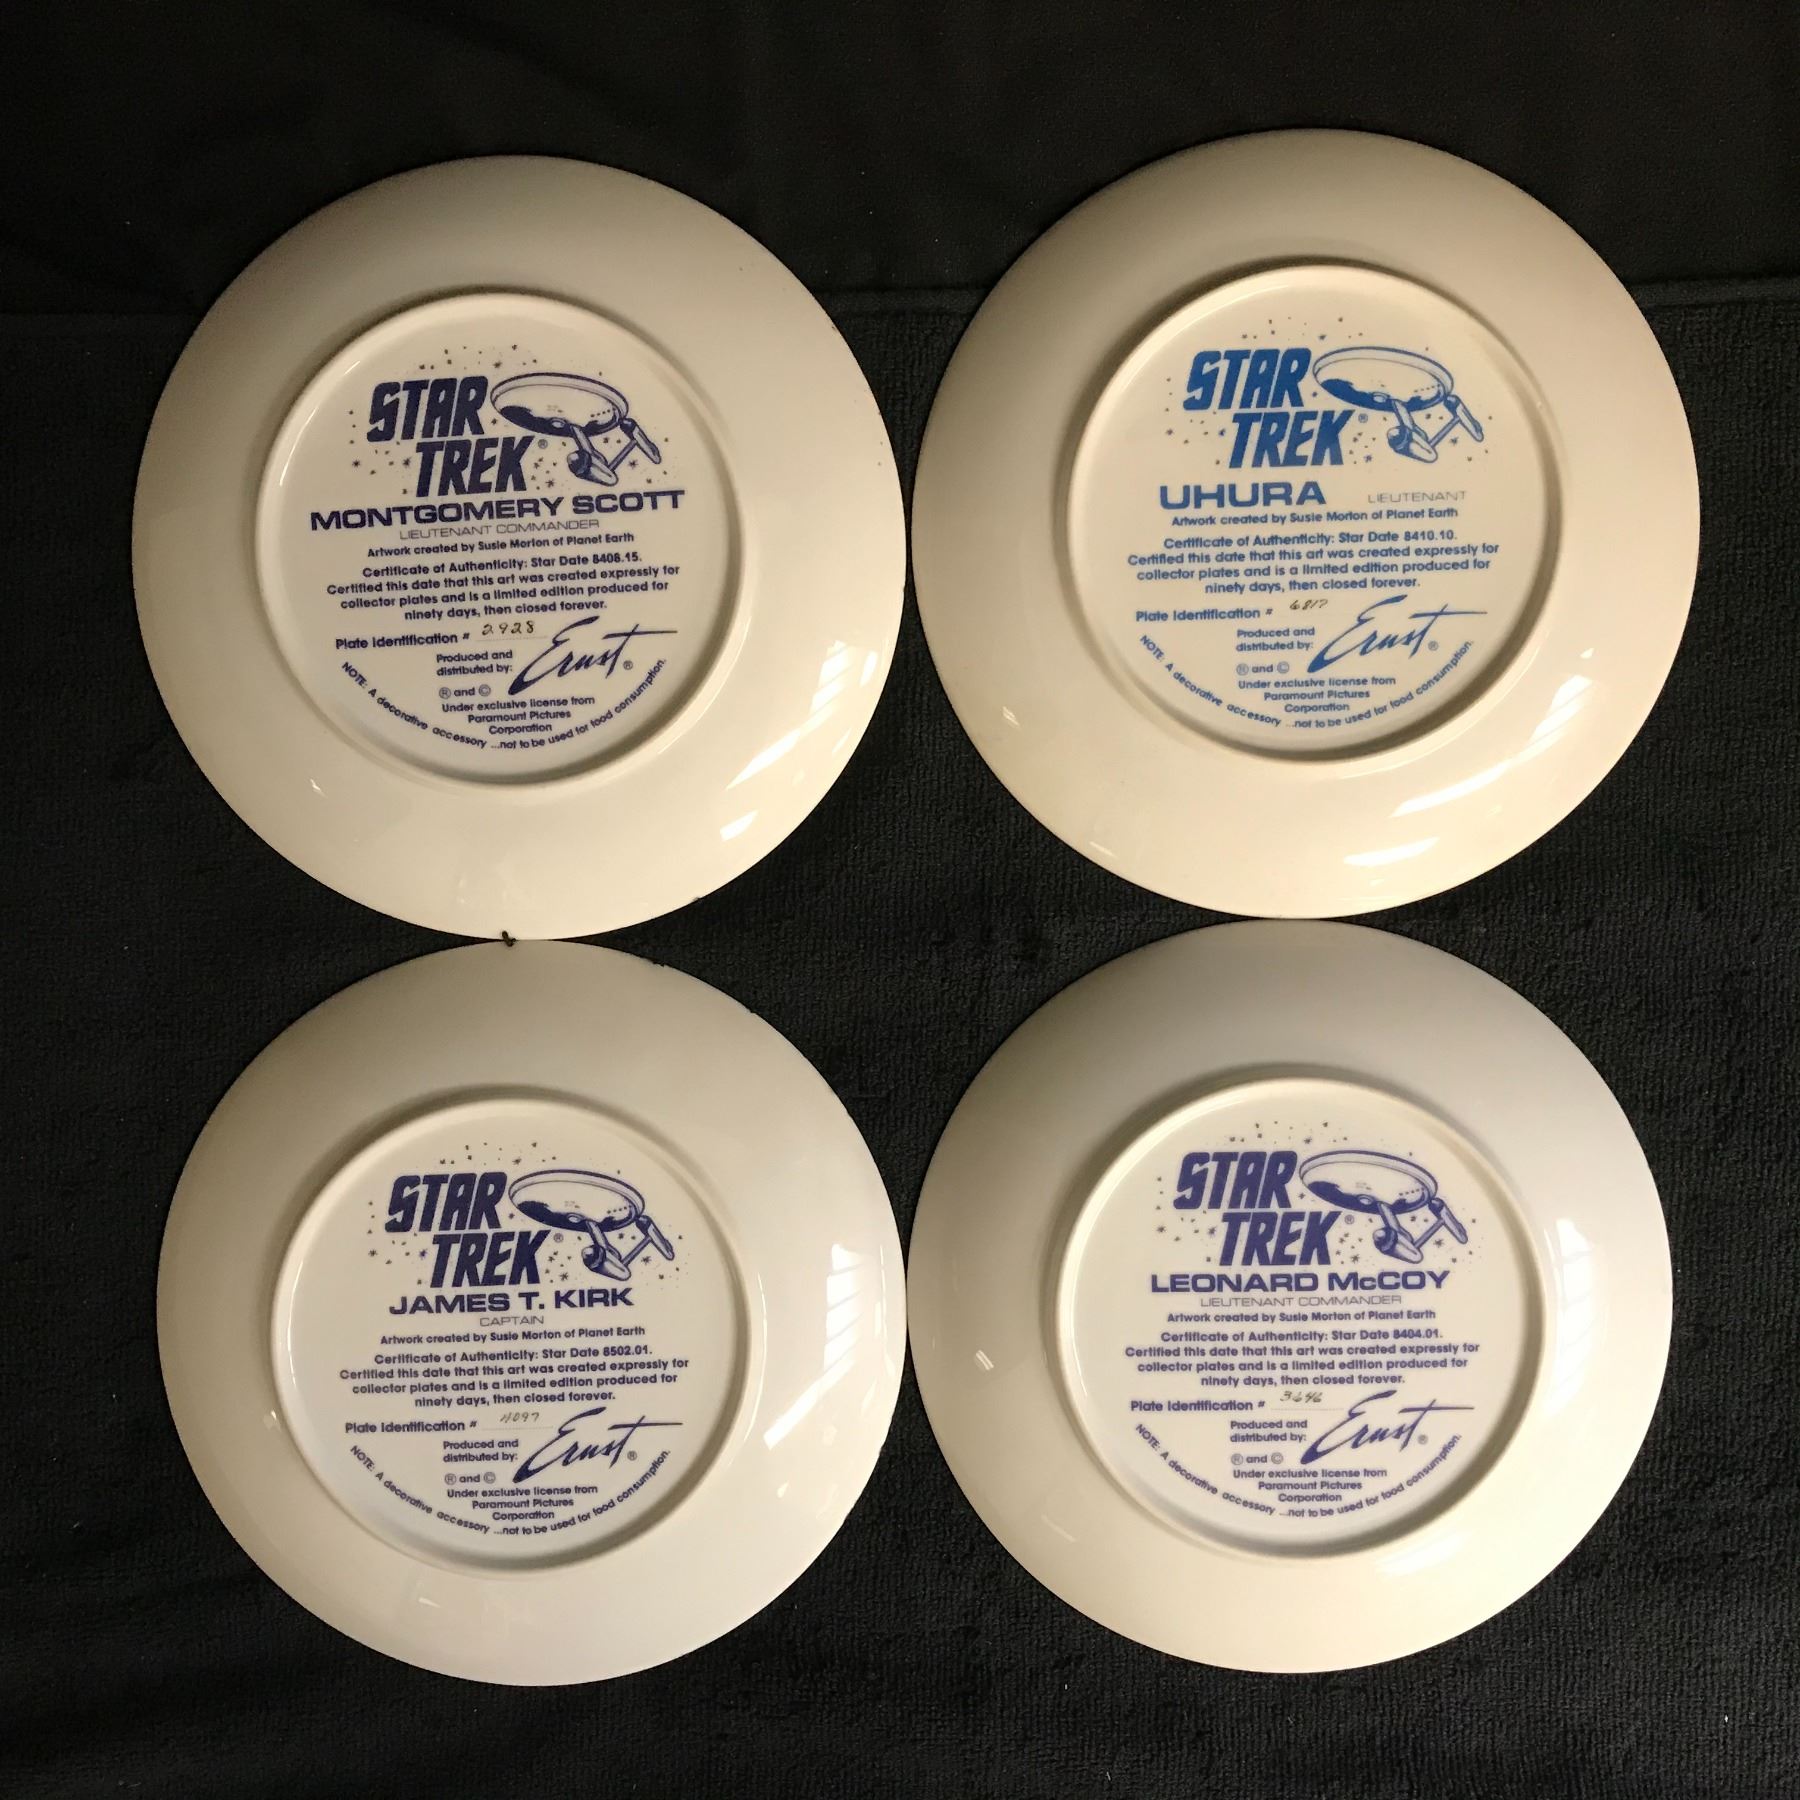 STAR
TREK®
MONTGOMERY SCOTT
LIEUTENANT COMMANDER
Artwork created by Susie Morton of Planet Earth
Certificate of Authenticity: Star Date 8408.15.
Certified this date that this art was created expressly for
collector plates and is a limited edition produced for
ninety days, then closed forever.
Plate Identification # 2928
Produced and
distributed by: Ernst®
® and ©
Under exclusive license from
Paramount Pictures
Corporation
NOTE: A decorative accessory ...not to be used for food consumption.
STAR
TREK®
UHURA LIEUTENANT
Artwork created by Susie Morton of Planet Earth
Certificate of Authenticity: Star Date 8410.10.
Certified this date that this art was created expressly for
collector plates and is a limited edition produced for
ninety days, then closed forever.
Plate Identification # 6817
Produced and
distributed by: Ernst®
® and ©
Under exclusive license from
Paramount Pictures
Corporation
NOTE: A decorative accessory ...not to be used for food consumption.
STAR
TREK®
JAMES T. KIRK
CAPTAIN
Artwork created by Susie Morton of Planet Earth
Certificate of Authenticity: Star Date 8502.01.
Certified this date that this art was created expressly for
collector plates and is a limited edition produced for
ninety days, then closed forever.
Plate Identification # 4097
Produced and
distributed by: Ernst®
® and ©
Under exclusive license from
Paramount Pictures
Corporation
NOTE: A decorative accessory ...not to be used for food consumption.
STAR
TREK®
LEONARD McCOY
LIEUTENANT COMMANDER
Artwork created by Susie Morton of Planet Earth
Certificate of Authenticity: Star Date 8404.01.
Certified this date that this art was created expressly for
collector plates and is a limited edition produced for
ninety days, then closed forever.
Plate Identification # 3646
Produced and
distributed by: Ernst®
® and ©
Under exclusive license from
Paramount Pictures
Corporation
NOTE: A decorative accessory ...not to be used for food consumption.